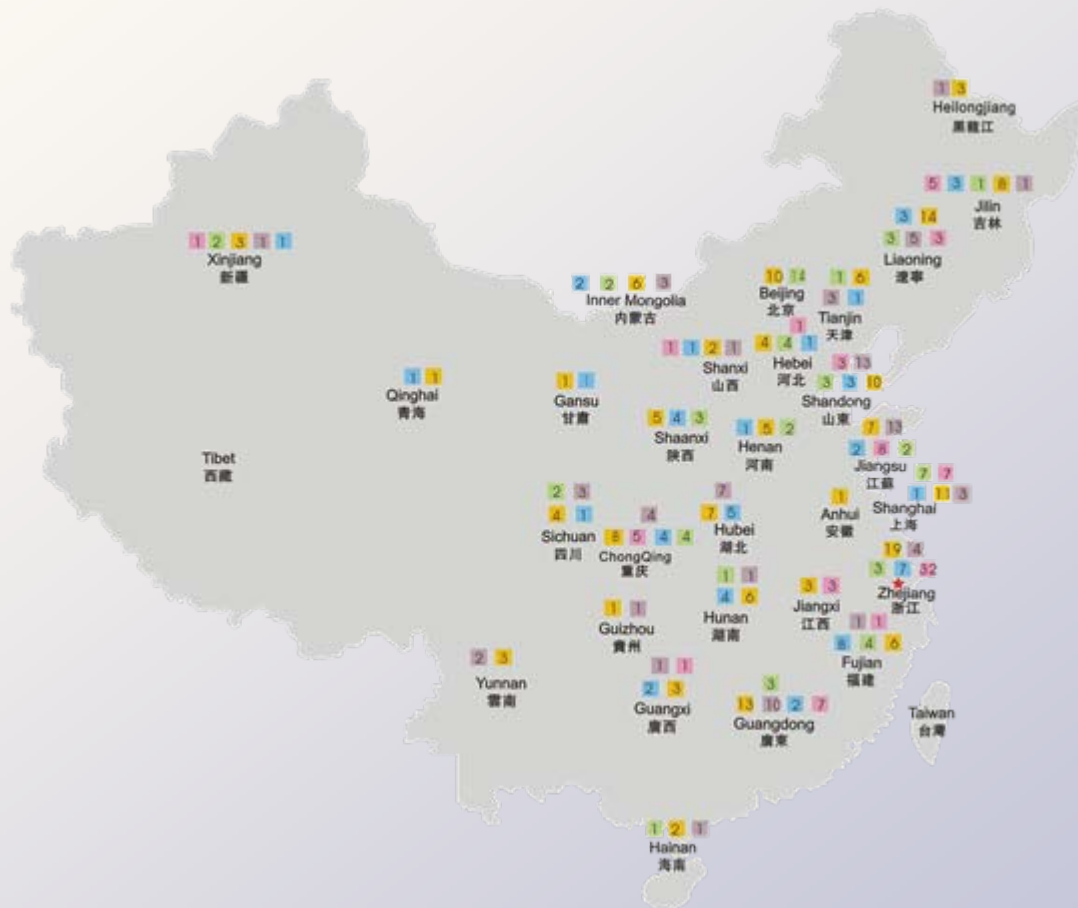 1 3
Heilongjiang
黑龍江
5 3 1 8 1
Jilin
吉林
3 14
3 5 3
Liaoning
遼寧
1 2 3 1 1
Xinjiang
新疆
2 2 6 3
Inner Mongolia
内蒙古
10 14
Beijing
北京
1 6
3 1
Tianjin
天津
1
4 4 1
Hebei
河北
1 1 2 1
Shanxi
山西
3 13
3 3 10
Shandong
山東
1 1
Qinghai
青海
1 1
Gansu
甘肅
5 4 3
Shaanxi
陝西
1 5 2
Henan
河南
7 13
2 8 2
Jiangsu
江蘇
Tibet
西藏
7 7
1 11 3
Shanghai
上海
1
Anhui
安徽
2 3
4 1
Sichuan
四川
4
8 5 4 4
ChongQing
重庆
7
7 5
Hubei
湖北
19 4
3 7 32
Zhejiang
浙江
1 1
4 6
Hunan
湖南
3 3
Jiangxi
江西
1 1
Guizhou
貴州
1 1
8 4 6
Fujian
福建
2 3
Yunnan
雲南
1 1
2 3
Guangxi
廣西
3
13 10 2 7
Guangdong
廣東
Taiwan
台灣
1 2 1
Hainan
海南